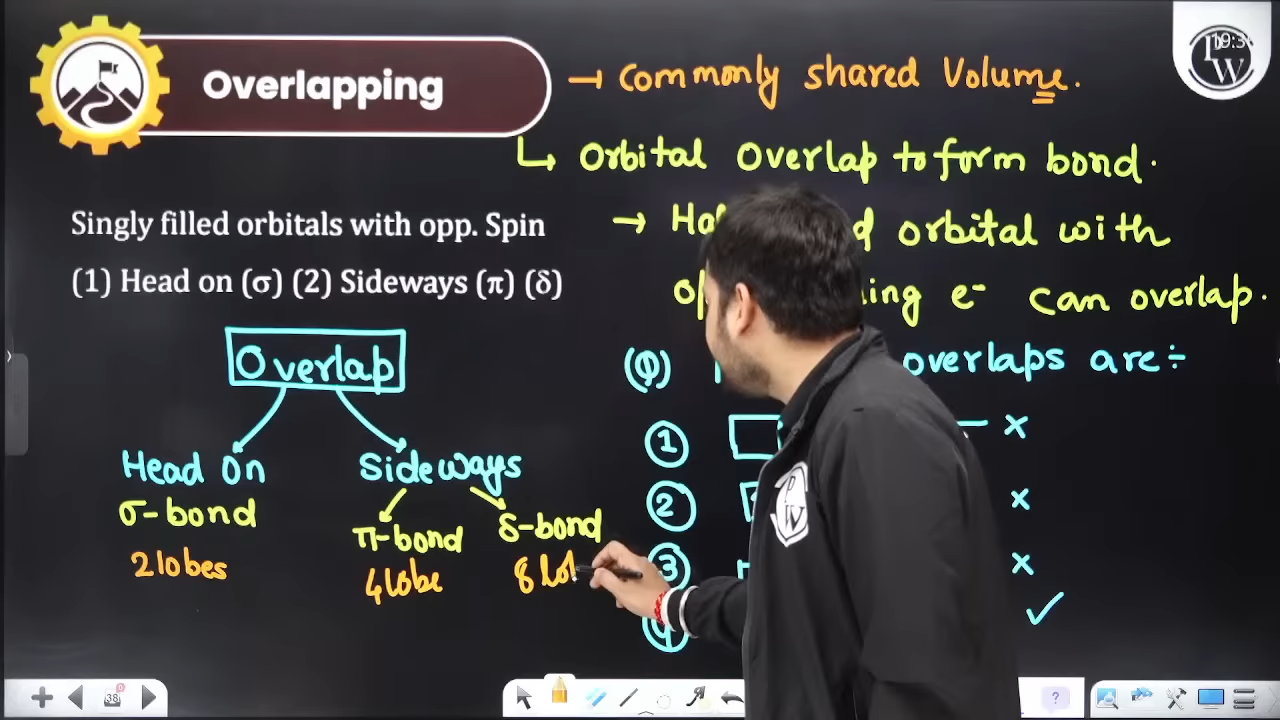 Overlapping
→ Commonly shared Volume.
↳ Orbital Overlap to form bond.
Singly filled orbitals with opp. Spin
→ orbital with
(1) Head on (σ) (2) Sideways (π) (δ)
e⁻ can overlap.
Overlap
(Q) overlaps are ÷
Head On
Sideways
σ-bond
π-bond
δ-bond
2 lobes
4 lobe
8
① ×
② ×
③ ×
✓
PW
38